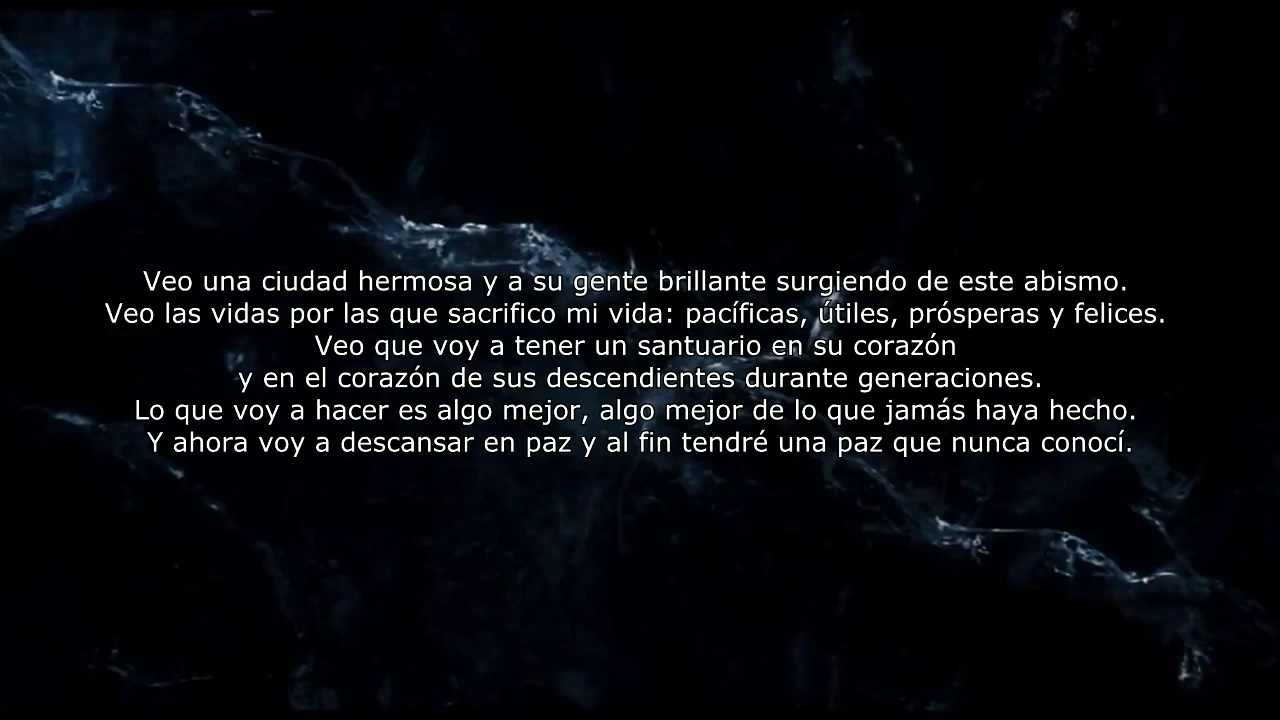 Veo una ciudad hermosa y a su gente brillante surgiendo de este abismo.
Veo las vidas por las que sacrifico mi vida: pacíficas, útiles, prósperas y felices.
Veo que voy a tener un santuario en su corazón
y en el corazón de sus descendientes durante generaciones.
Lo que voy a hacer es algo mejor, algo mejor de lo que jamás haya hecho.
Y ahora voy a descansar en paz y al fin tendré una paz que nunca conocí.